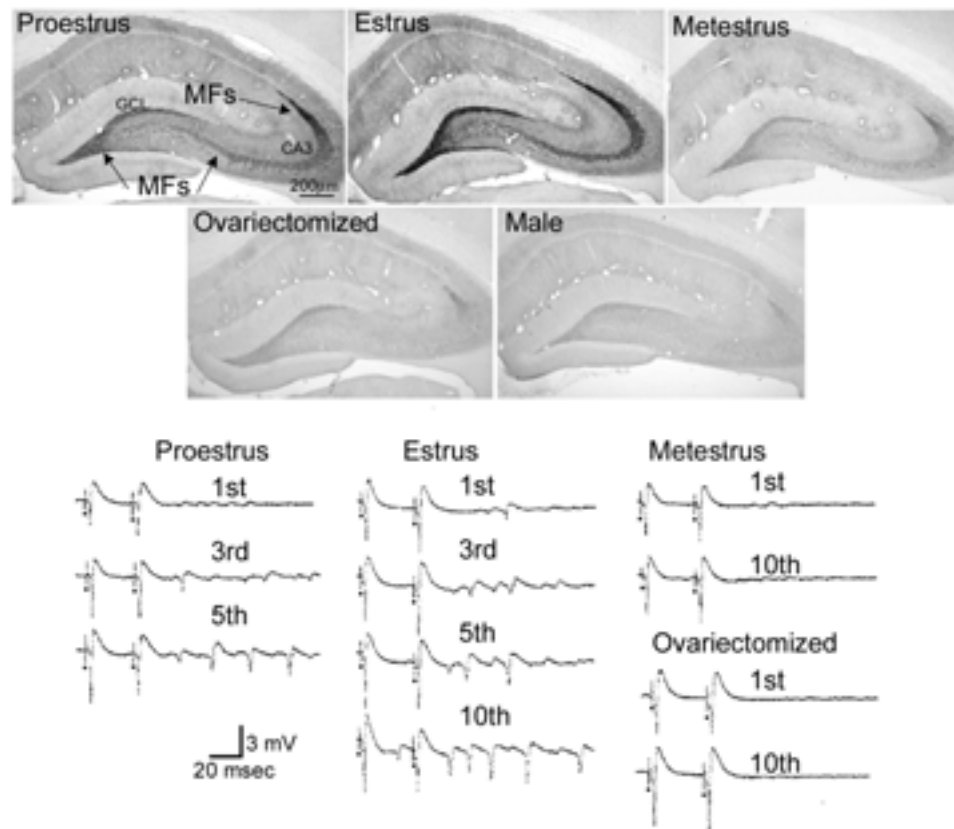 Proestrus
Estrus
Metestrus
MFs
GCL
CA3
MFs
200µm
Ovariectomized
Male
Proestrus
Estrus
Metestrus
1st
1st
1st
3rd
3rd
10th
5th
5th
Ovariectomized
1st
10th
10th
3 mV
20 msec